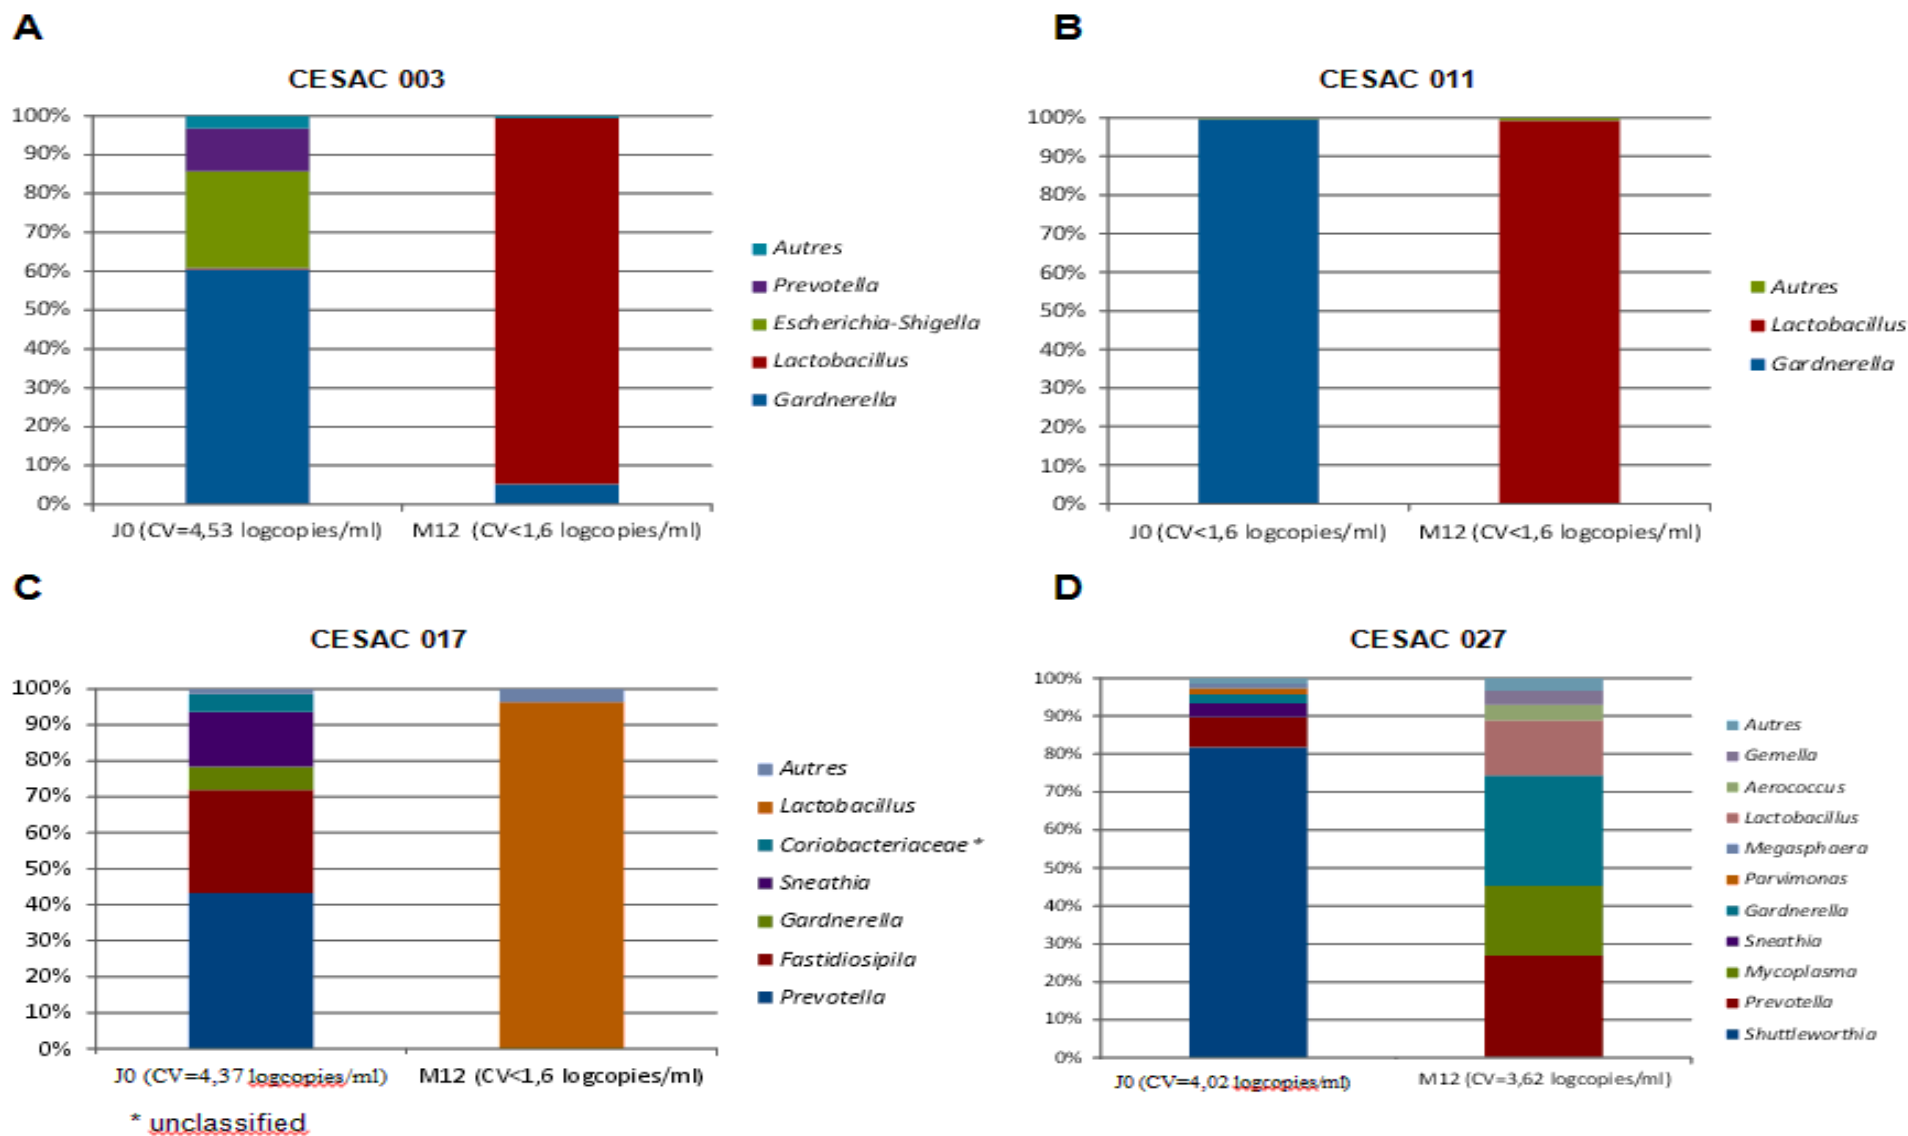 A
CESAC 003
100%
90%
80%
70%
60%
50%
40%
30%
20%
10%
0%
J0 (CV=4,53 logcopies/ml)
M12 (CV<1,6 logcopies/ml)
Autres
Prevotella
Escherichia-Shigella
Lactobacillus
Gardnerella
B
CESAC 011
100%
90%
80%
70%
60%
50%
40%
30%
20%
10%
0%
J0 (CV<1,6 logcopies/ml)
M12 (CV<1,6 logcopies/ml)
Autres
Lactobacillus
Gardnerella
C
CESAC 017
100%
90%
80%
70%
60%
50%
40%
30%
20%
10%
0%
J0 (CV=4,37 logcopies/ml)
M12 (CV<1,6 logcopies/ml)
Autres
Lactobacillus
Coriobacteriaceae *
Sneathia
Gardnerella
Fastidiosipila
Prevotella
* unclassified
D
CESAC 027
100%
90%
80%
70%
60%
50%
40%
30%
20%
10%
0%
J0 (CV=4,02 logcopies/ml)
M12 (CV=3,62 logcopies/ml)
Autres
Gemella
Aerococcus
Lactobacillus
Megasphaera
Parvimonas
Gardnerella
Sneathia
Mycoplasma
Prevotella
Shuttleworthia